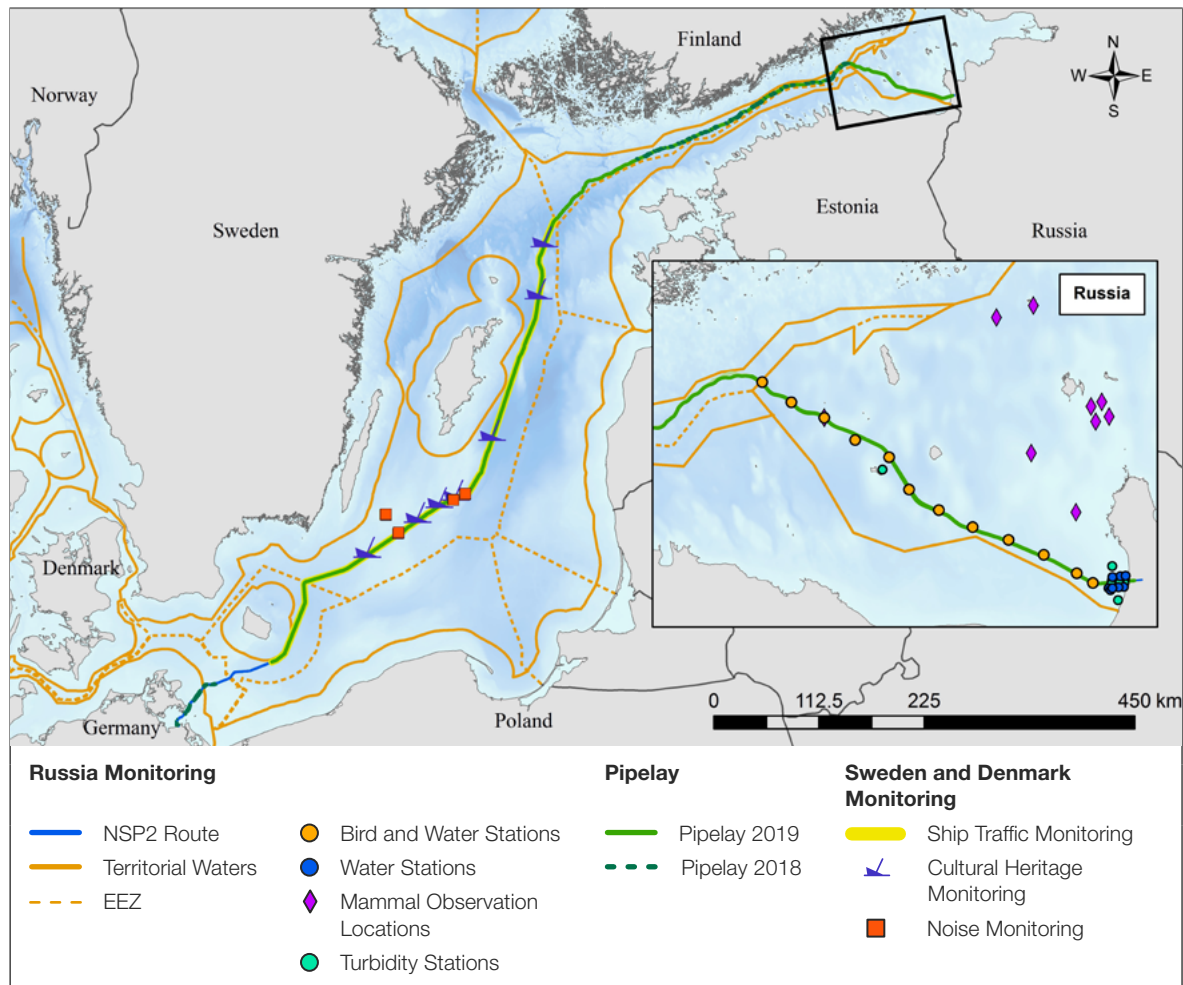 Finland
N
Norway
W E
S
Sweden
Estonia
Russia
Russia
Denmark
Germany
Poland
0 112.5 225 450 km
Russia Monitoring
NSP2 Route
Territorial Waters
EEZ
Bird and Water Stations
Water Stations
Mammal Observation
Locations
Turbidity Stations
Pipelay
Pipelay 2019
Pipelay 2018
Sweden and Denmark
Monitoring
Ship Traffic Monitoring
Cultural Heritage
Monitoring
Noise Monitoring